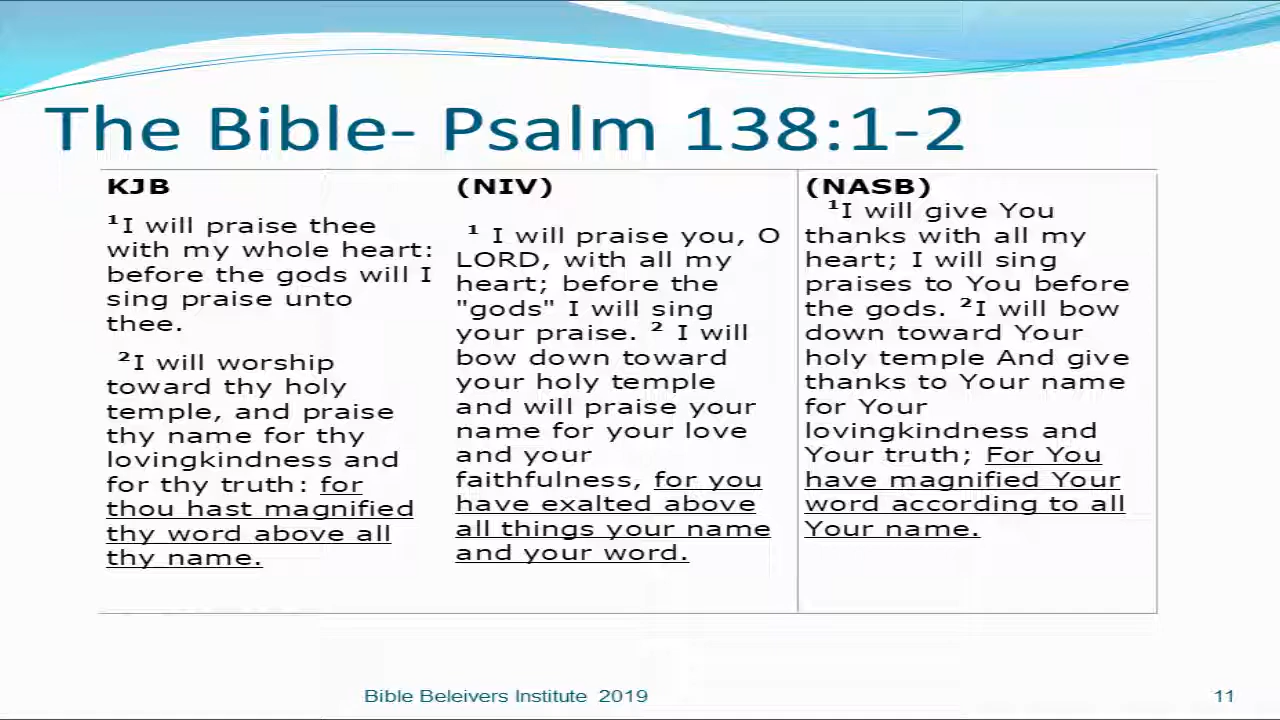 The Bible- Psalm 138:1-2
KJB
¹I will praise thee
with my whole heart:
before the gods will I
sing praise unto
thee.
²I will worship
toward thy holy
temple, and praise
thy name for thy
lovingkindness and
for thy truth: for
thou hast magnified
thy word above all
thy name.
(NIV)
¹ I will praise you, O
LORD, with all my
heart; before the
"gods" I will sing
your praise. ² I will
bow down toward
your holy temple
and will praise your
name for your love
and your
faithfulness, for you
have exalted above
all things your name
and your word.
(NASB)
¹I will give You
thanks with all my
heart; I will sing
praises to You before
the gods. ²I will bow
down toward Your
holy temple And give
thanks to Your name
for Your
lovingkindness and
Your truth; For You
have magnified Your
word according to all
Your name.
Bible Beleivers Institute 2019
11